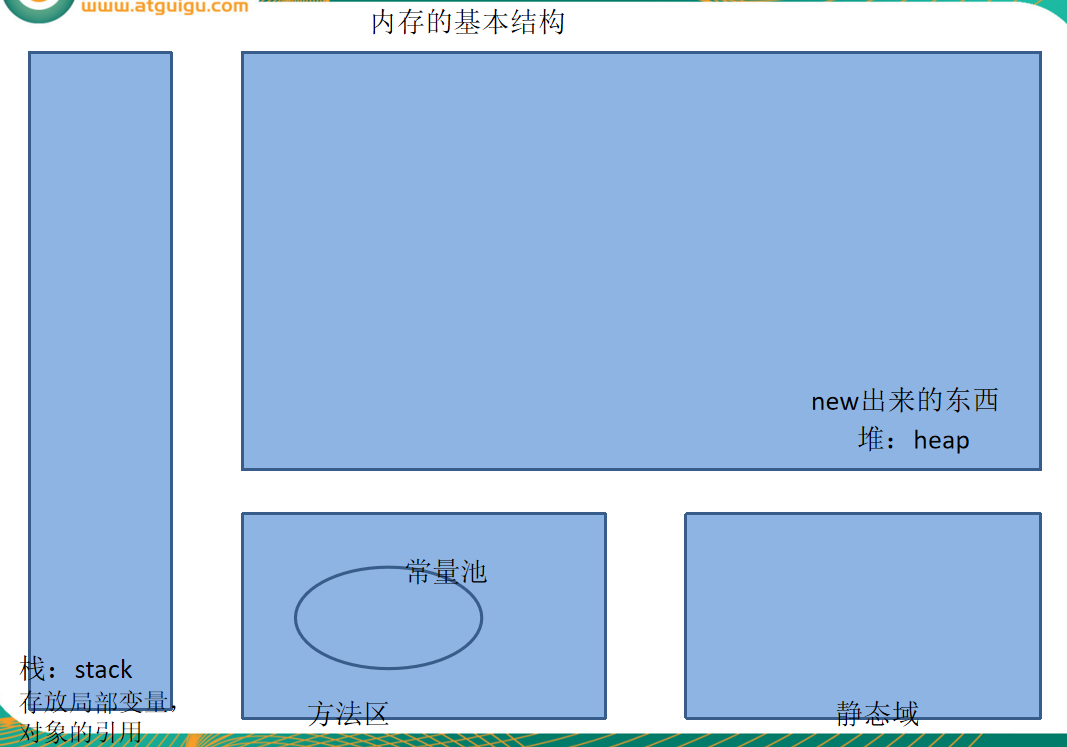 www.atguigu.com
内存的基本结构
new出来的东西
堆：heap
常量池
栈：stack
存放局部变量，
对象的引用
方法区
静态域